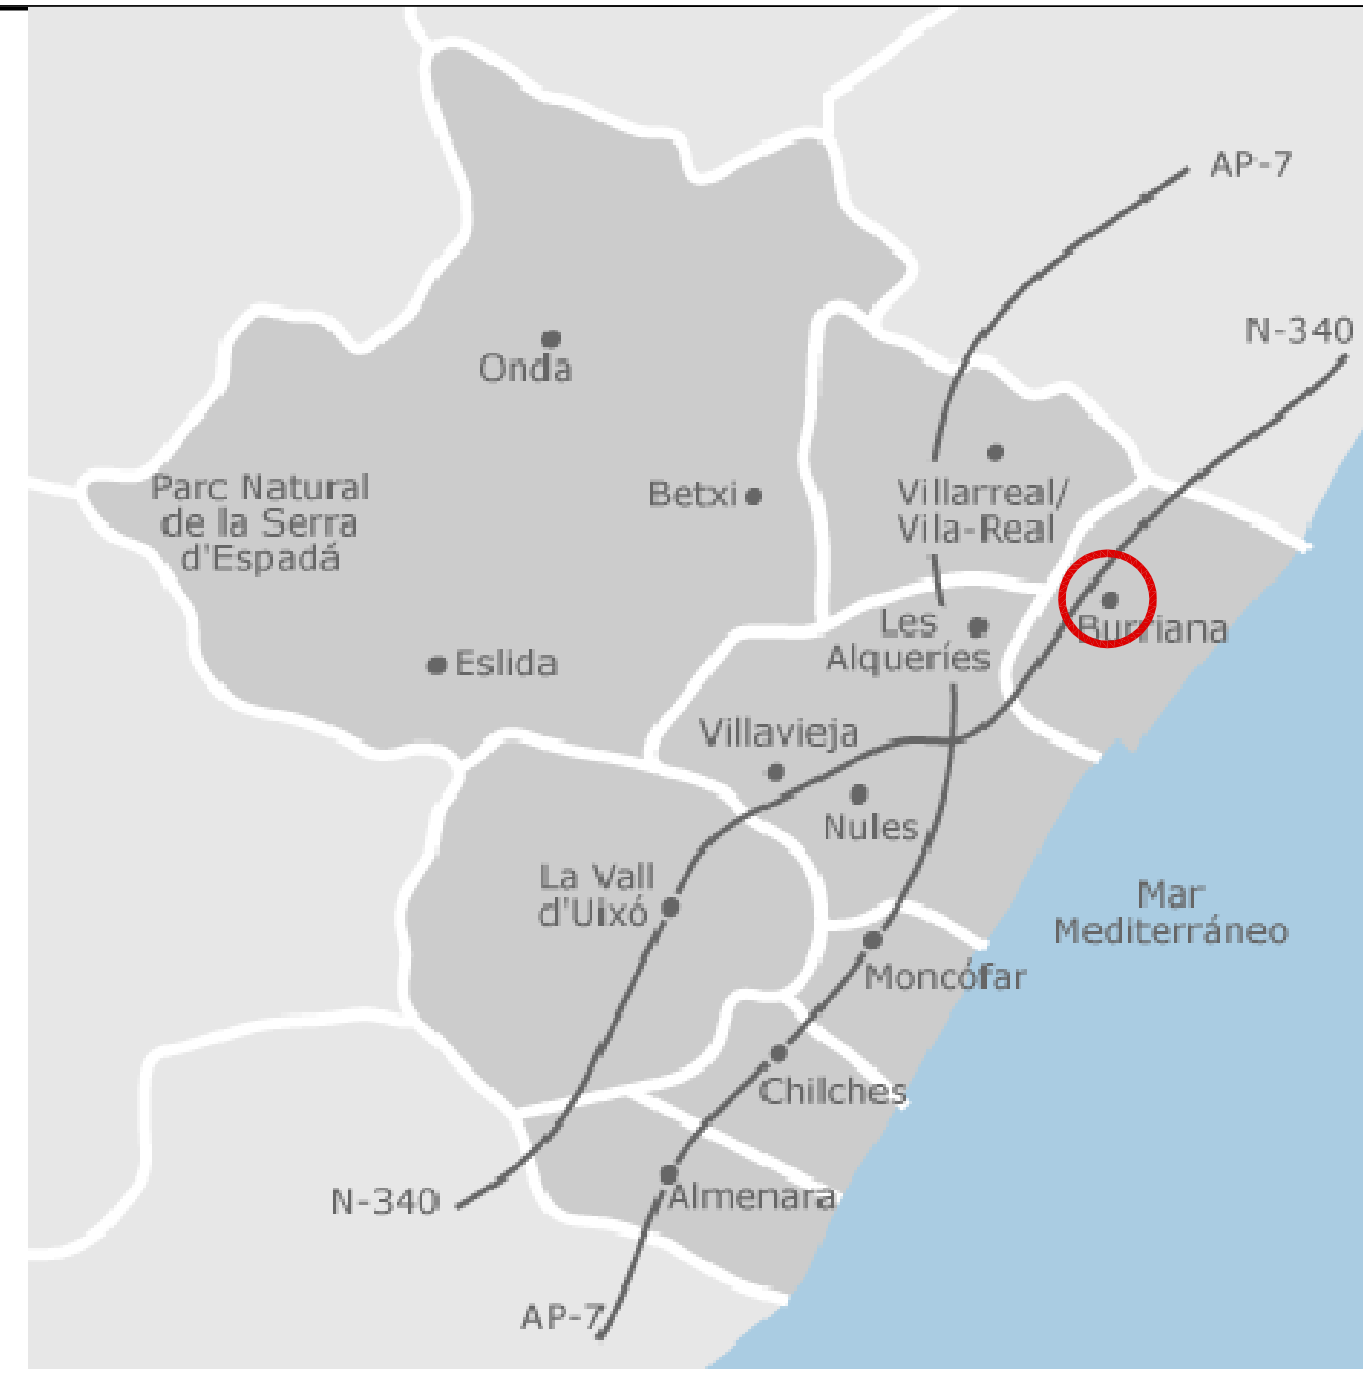 AP-7
N-340
Onda
Parc Natural
de la Serra
d'Espadá
Betxi
Villarreal/
Vila-Real
Les
Alqueríes
Burriana
Eslida
Villavieja
Nules
La Vall
d'Uixó
Mar
Mediterráneo
Moncófar
Chilches
N-340
Almenara
AP-7